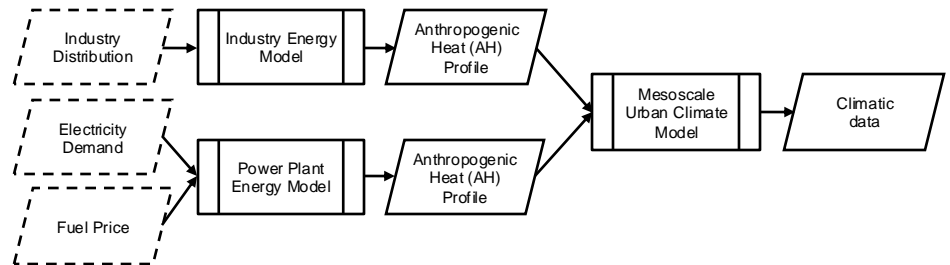 Industry
Distribution
Industry Energy
Model
Anthropogenic
Heat (AH)
Profile
Electricity
Demand
Fuel Price
Power Plant
Energy Model
Anthropogenic
Heat (AH)
Profile
Mesoscale
Urban Climate
Model
Climatic
data